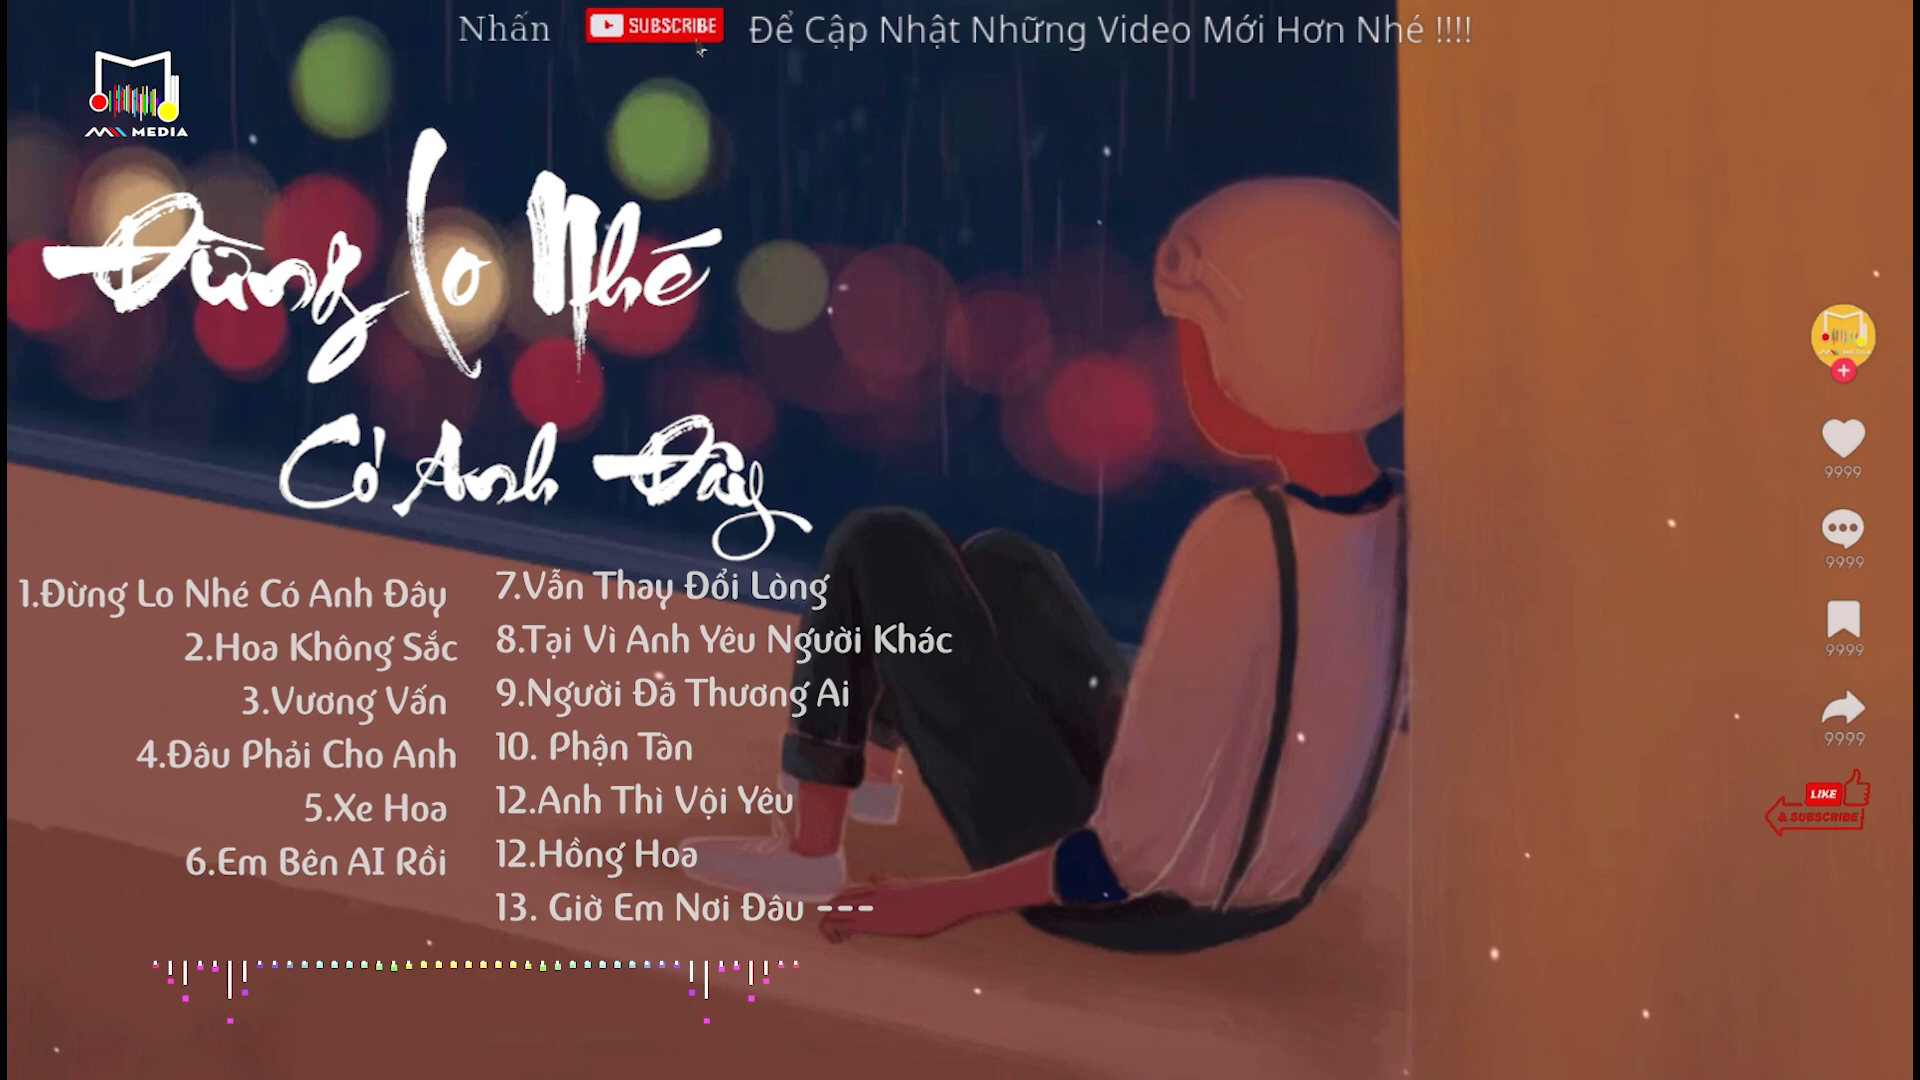 Nhấn SUBSCRIBE Để Cập Nhật Những Video Mới Hơn Nhé !!!!
MEDIA
Đừng Lo Nhé
Có Anh Đây
1.Đừng Lo Nhé Có Anh Đây
2.Hoa Không Sắc
3.Vương Vấn
4.Đâu Phải Cho Anh
5.Xe Hoa
6.Em Bên AI Rồi
7.Vẫn Thay Đổi Lòng
8.Tại Vì Anh Yêu Người Khác
9.Người Đã Thương Ai
10. Phận Tàn
12.Anh Thì Vội Yêu
12.Hồng Hoa
13. Giờ Em Nơi Đâu ---
9999
9999
9999
9999
LIKE
& SUBSCRIBE